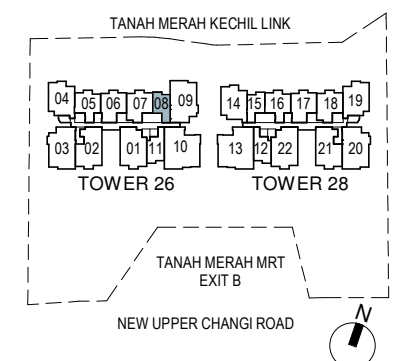 TANAH MERAH KECHIL LINK
04 05 06 07 08 09 14 15 16 17 18 19
03 02 01 11 10 13 12 22 21 20
TOWER 26 TOWER 28
TANAH MERAH MRT
EXIT B
NEW UPPER CHANGI ROAD
N